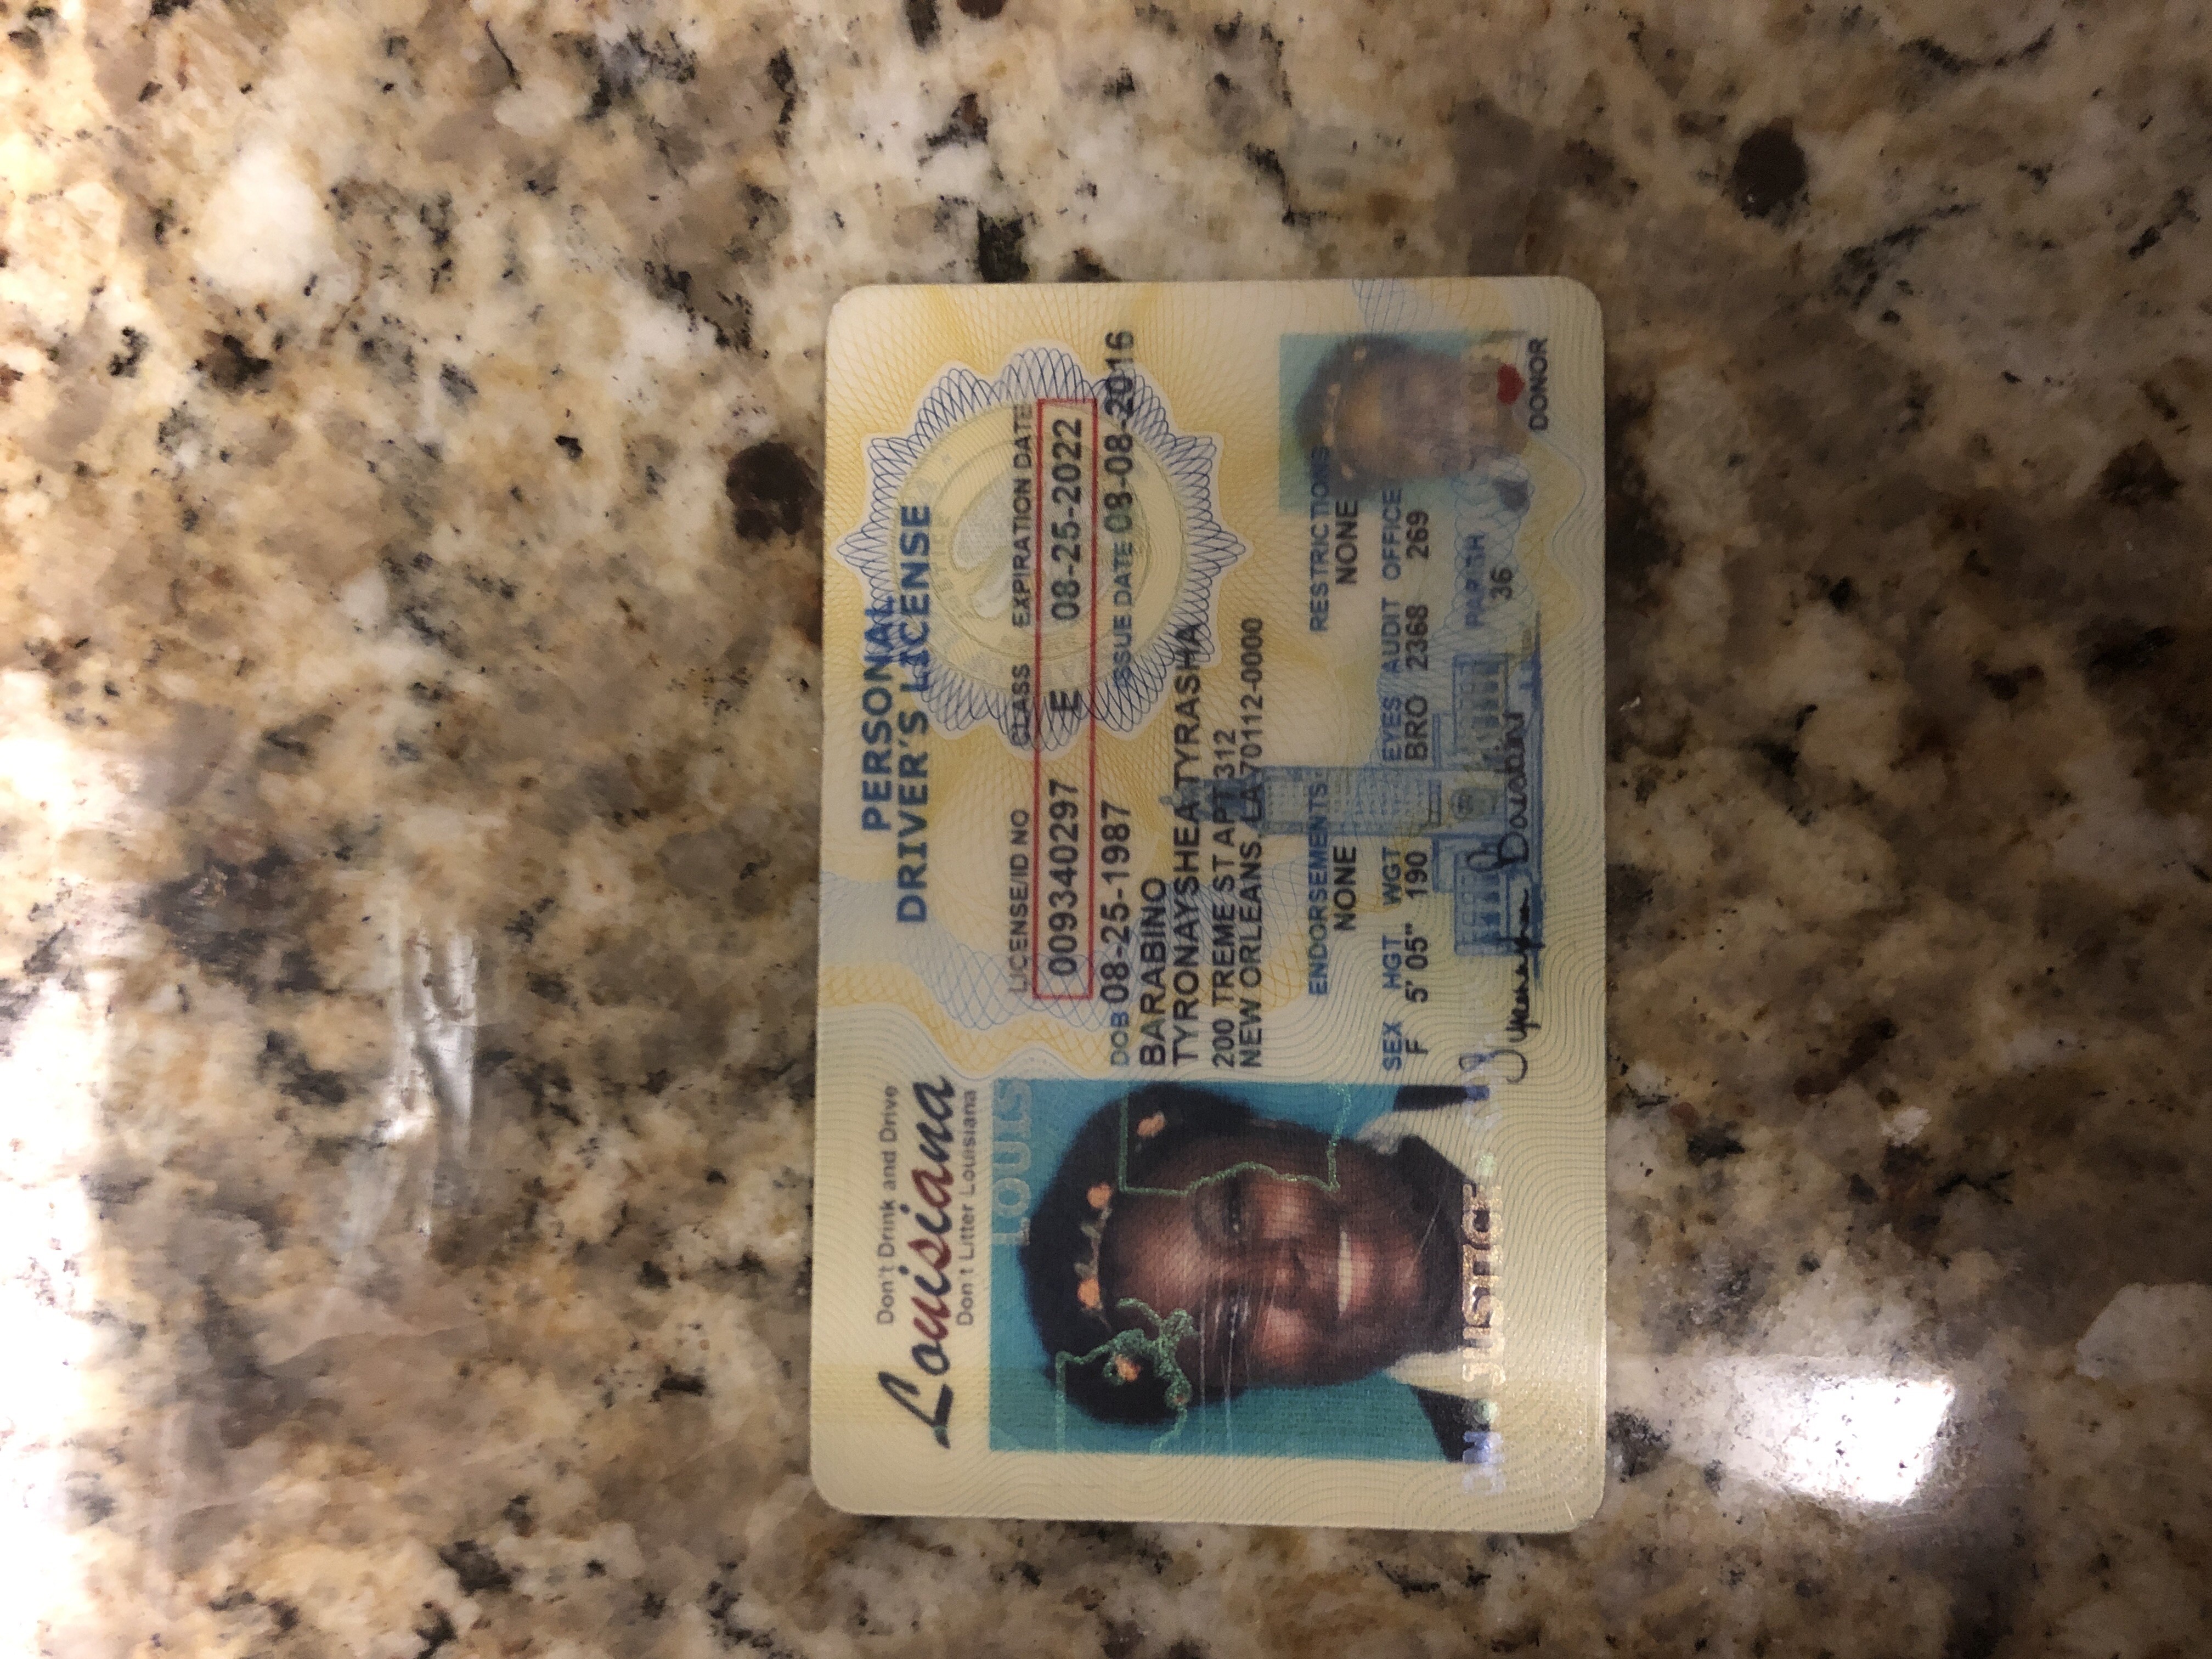 Don't Drink and Drive
Louisiana
Don't Litter Louisiana
PERSONAL
DRIVER'S LICENSE
LOUIS
LICENSE/ID NO CLASS EXPIRATION DATE
009340297 E 08-25-2022
DOB 08-25-1987 ISSUE DATE 08-08-2016
BARABINO
TYRONAYSHEA TYRASHA
200 TREME ST APT 312
NEW ORLEANS, LA 70112-0000
ENDORSEMENTS RESTRICTIONS
NONE NONE
SEX HGT WGT EYES AUDIT OFFICE
F 5' 05" 190 BRO 2368 269
JUSTICE
PARISH
36
DONOR